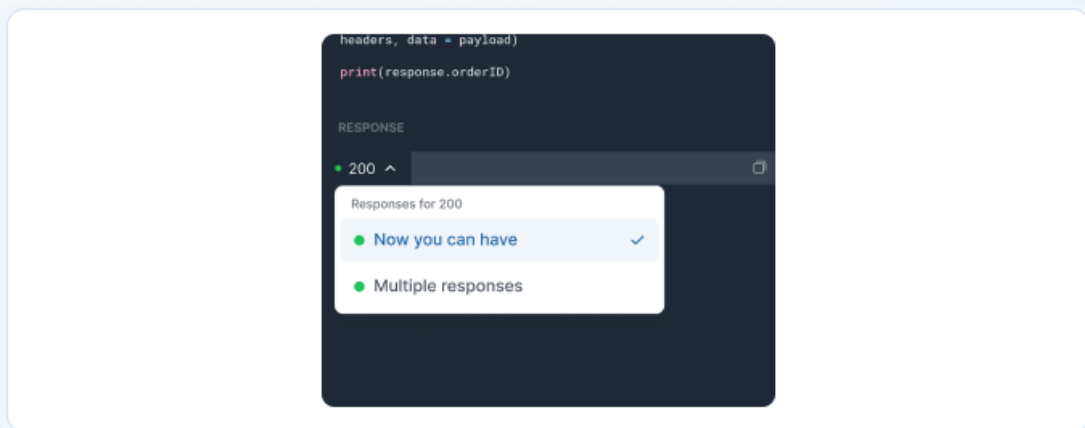 headers, data = payload)
print(response.orderID)
RESPONSE
200
Responses for 200
Now you can have
Multiple responses